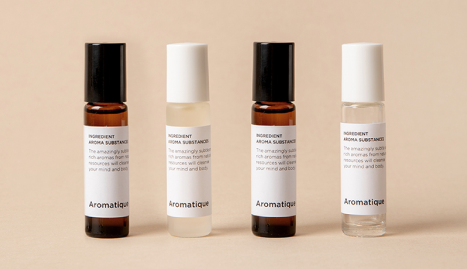 INGREDIENT
AROMA SUBSTANCES
The amazingly
rich aromas from
resources will
your mind and body.
Aromatique
INGREDIENT
AROMA SUBSTANCES
The amazingly
rich aromas from
resources will
your mind and body.
Aromatique
INGREDIENT
AROMA SUBSTANCES
The amazingly
rich aromas from
resources will
your mind and body.
Aromatique
INGREDIENT
AROMA SUBSTANCES
The amazingly
rich aromas from
resources will
your mind and body.
Aromatique